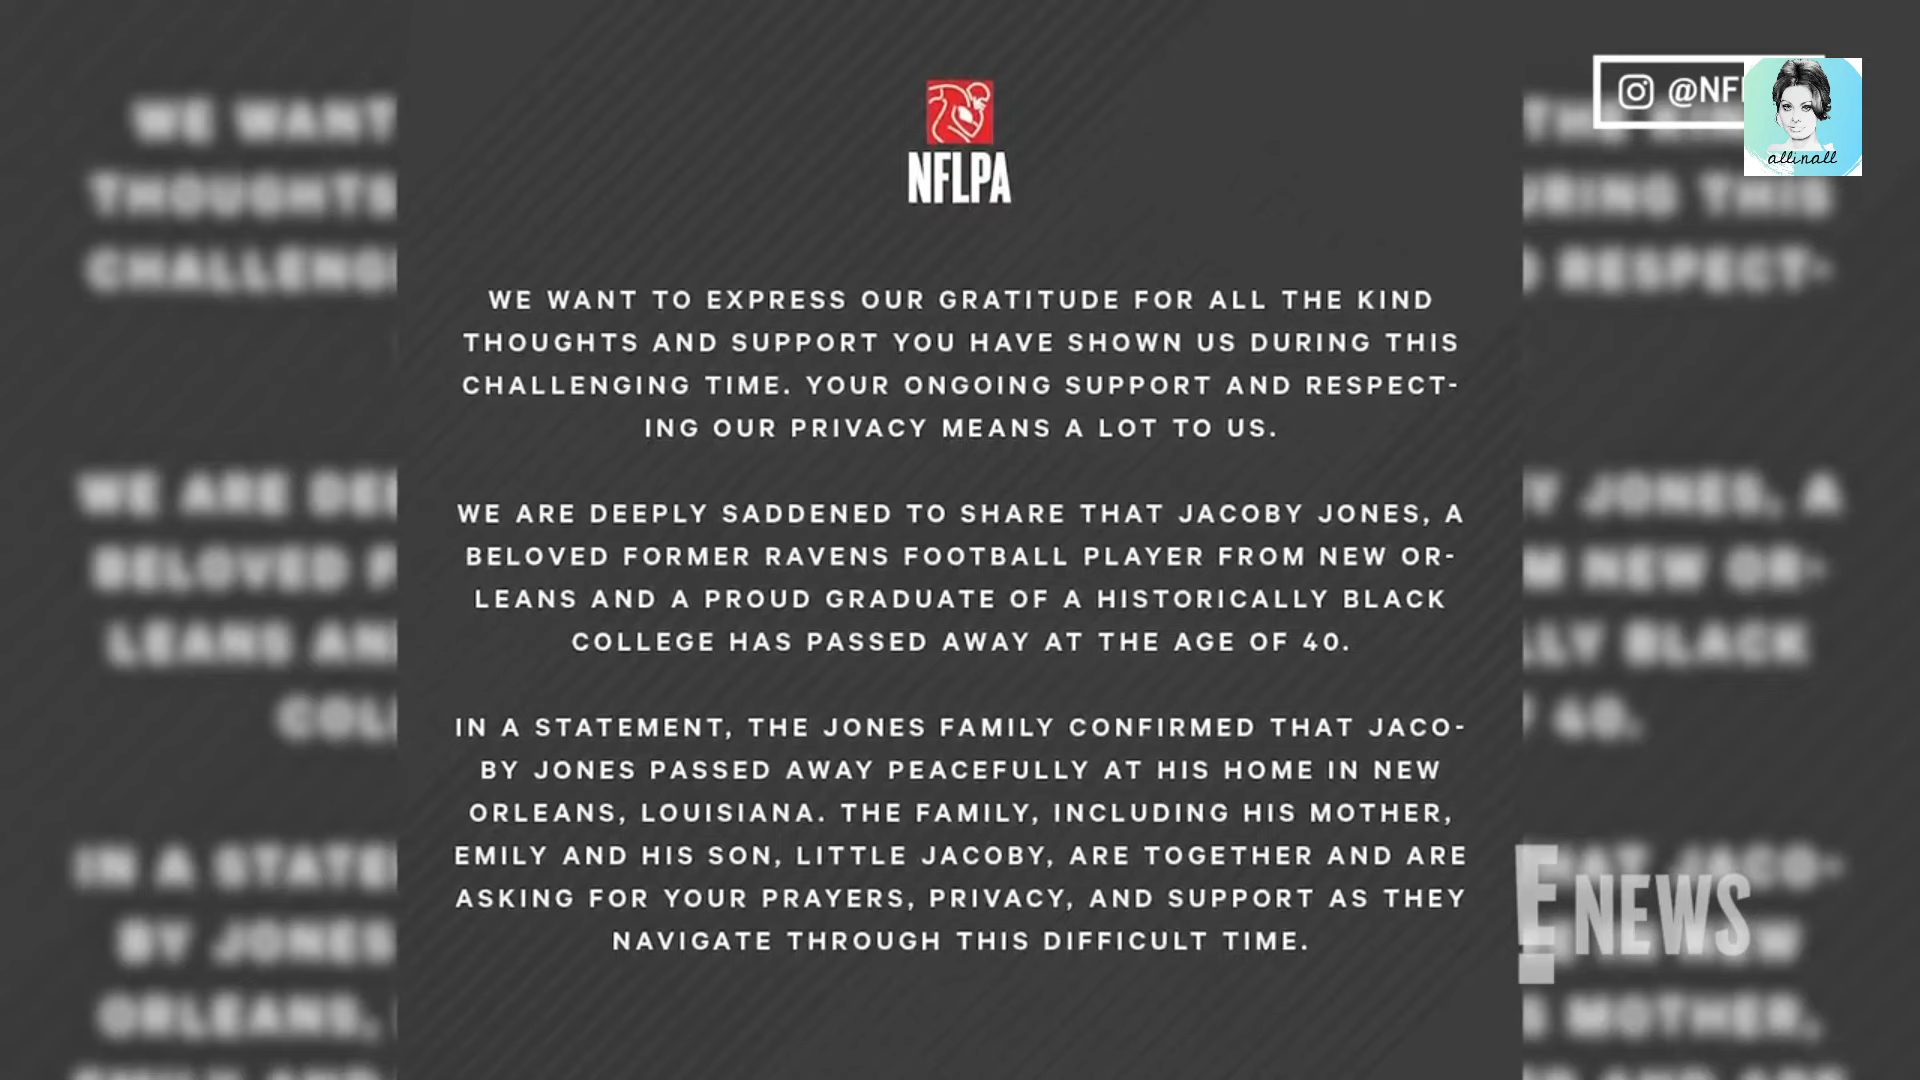 @NF
allinall
NFLPA
WE WANT TO EXPRESS OUR GRATITUDE FOR ALL THE KIND
THOUGHTS AND SUPPORT YOU HAVE SHOWN US DURING THIS
CHALLENGING TIME. YOUR ONGOING SUPPORT AND RESPECT-
ING OUR PRIVACY MEANS A LOT TO US.
WE ARE DEEPLY SADDENED TO SHARE THAT JACOBY JONES, A
BELOVED FORMER RAVENS FOOTBALL PLAYER FROM NEW OR-
LEANS AND A PROUD GRADUATE OF A HISTORICALLY BLACK
COLLEGE HAS PASSED AWAY AT THE AGE OF 40.
IN A STATEMENT, THE JONES FAMILY CONFIRMED THAT JACO-
BY JONES PASSED AWAY PEACEFULLY AT HIS HOME IN NEW
ORLEANS, LOUISIANA. THE FAMILY, INCLUDING HIS MOTHER,
EMILY AND HIS SON, LITTLE JACOBY, ARE TOGETHER AND ARE
ASKING FOR YOUR PRAYERS, PRIVACY, AND SUPPORT AS THEY
NAVIGATE THROUGH THIS DIFFICULT TIME.
E NEWS